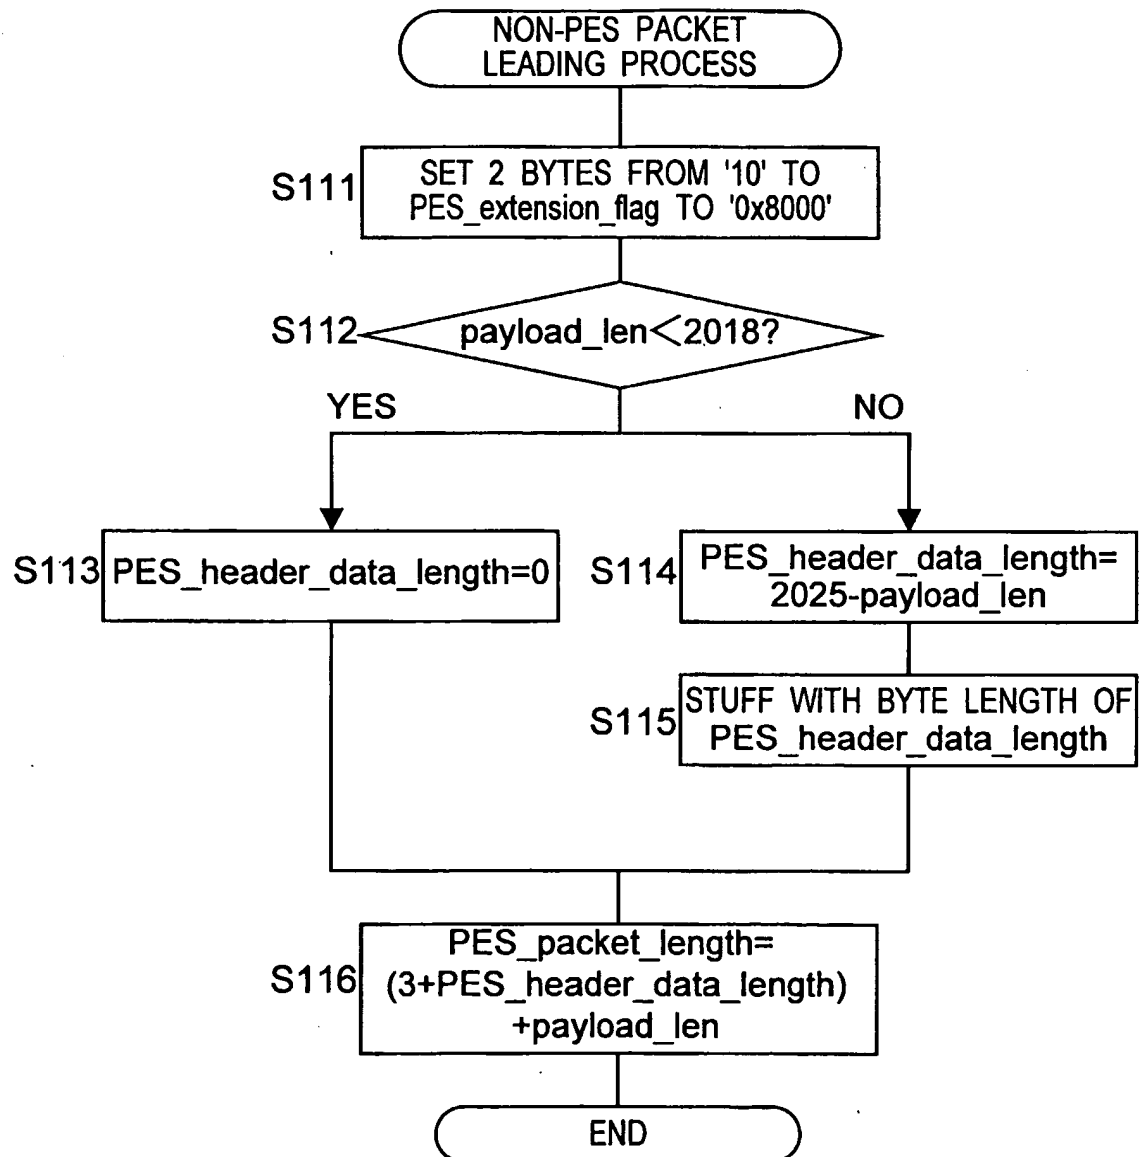 NON-PES PACKET
LEADING PROCESS
S111
SET 2 BYTES FROM '10' TO
PES_extension_flag TO '0x8000'
S112
payload_len<2018?
YES
NO
S113
PES_header_data_length=0
S114
PES_header_data_length=
2025-payload_len
S115
STUFF WITH BYTE LENGTH OF
PES_header_data_length
S116
PES_packet_length=
(3+PES_header_data_length)
+payload_len
END